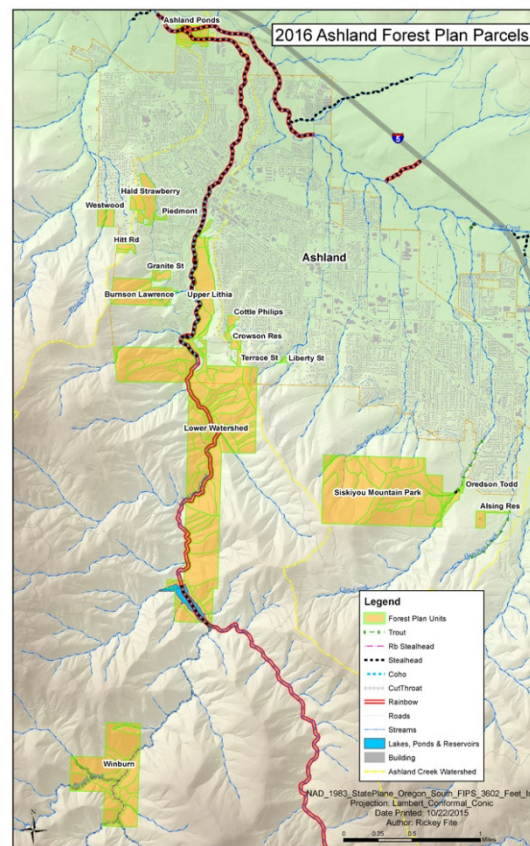 Ashland Ponds
2016 Ashland Forest Plan Parcels
5
Hald Strawberry
Westwood
Piedmont
Hitt Rd
Ashland
Granite St
Burnson Lawrence
Upper Lithia
Cottle Philips
Crowson Res
Terrace St
Liberty St
Lower Watershed
Siskiyou Mountain Park
Oredson Todd
Alsing Res
Winburn
Legend
Forest Plan Units
Trout
Rb Stealhead
Stealhead
Coho
CutThroat
Rainbow
Roads
Streams
Lakes, Ponds & Reservoirs
Building
Ashland Creek Watershed
NAD_1983_StatePlane_Oregon_South_FIPS_3602_Feet_In
Projection: Lambert_Conformal_Conic
Date Printed: 10/22/2015
Author: Rickey Fite
0 0.25 0.5 1
Miles
N